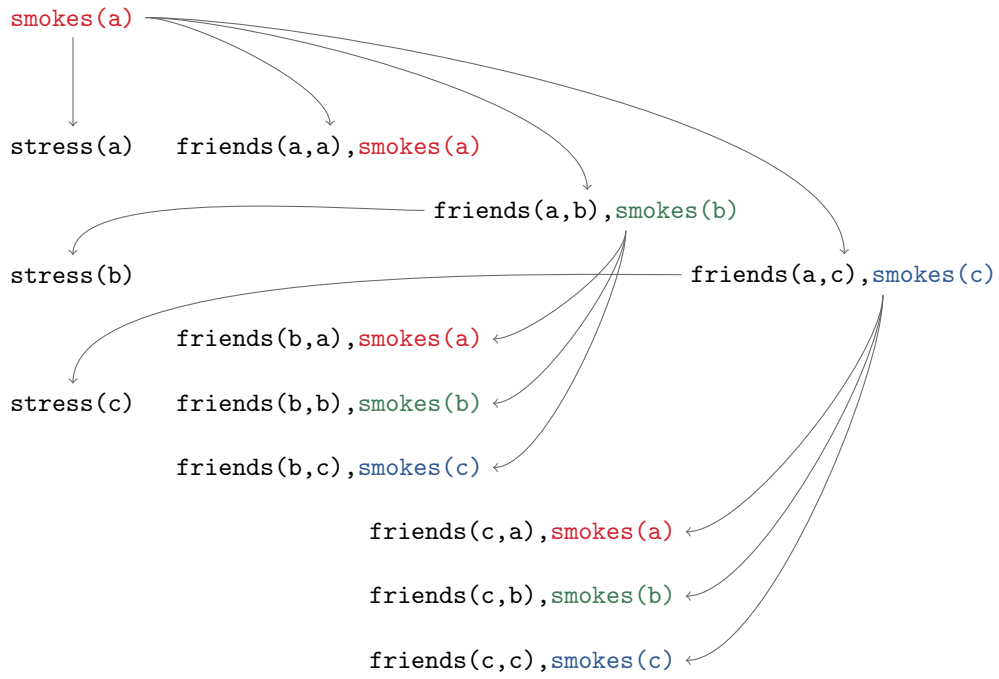 smokes(a)
stress(a) friends(a,a),smokes(a)
friends(a,b),smokes(b)
stress(b) friends(a,c),smokes(c)
friends(b,a),smokes(a)
stress(c) friends(b,b),smokes(b)
friends(b,c),smokes(c)
friends(c,a),smokes(a)
friends(c,b),smokes(b)
friends(c,c),smokes(c)